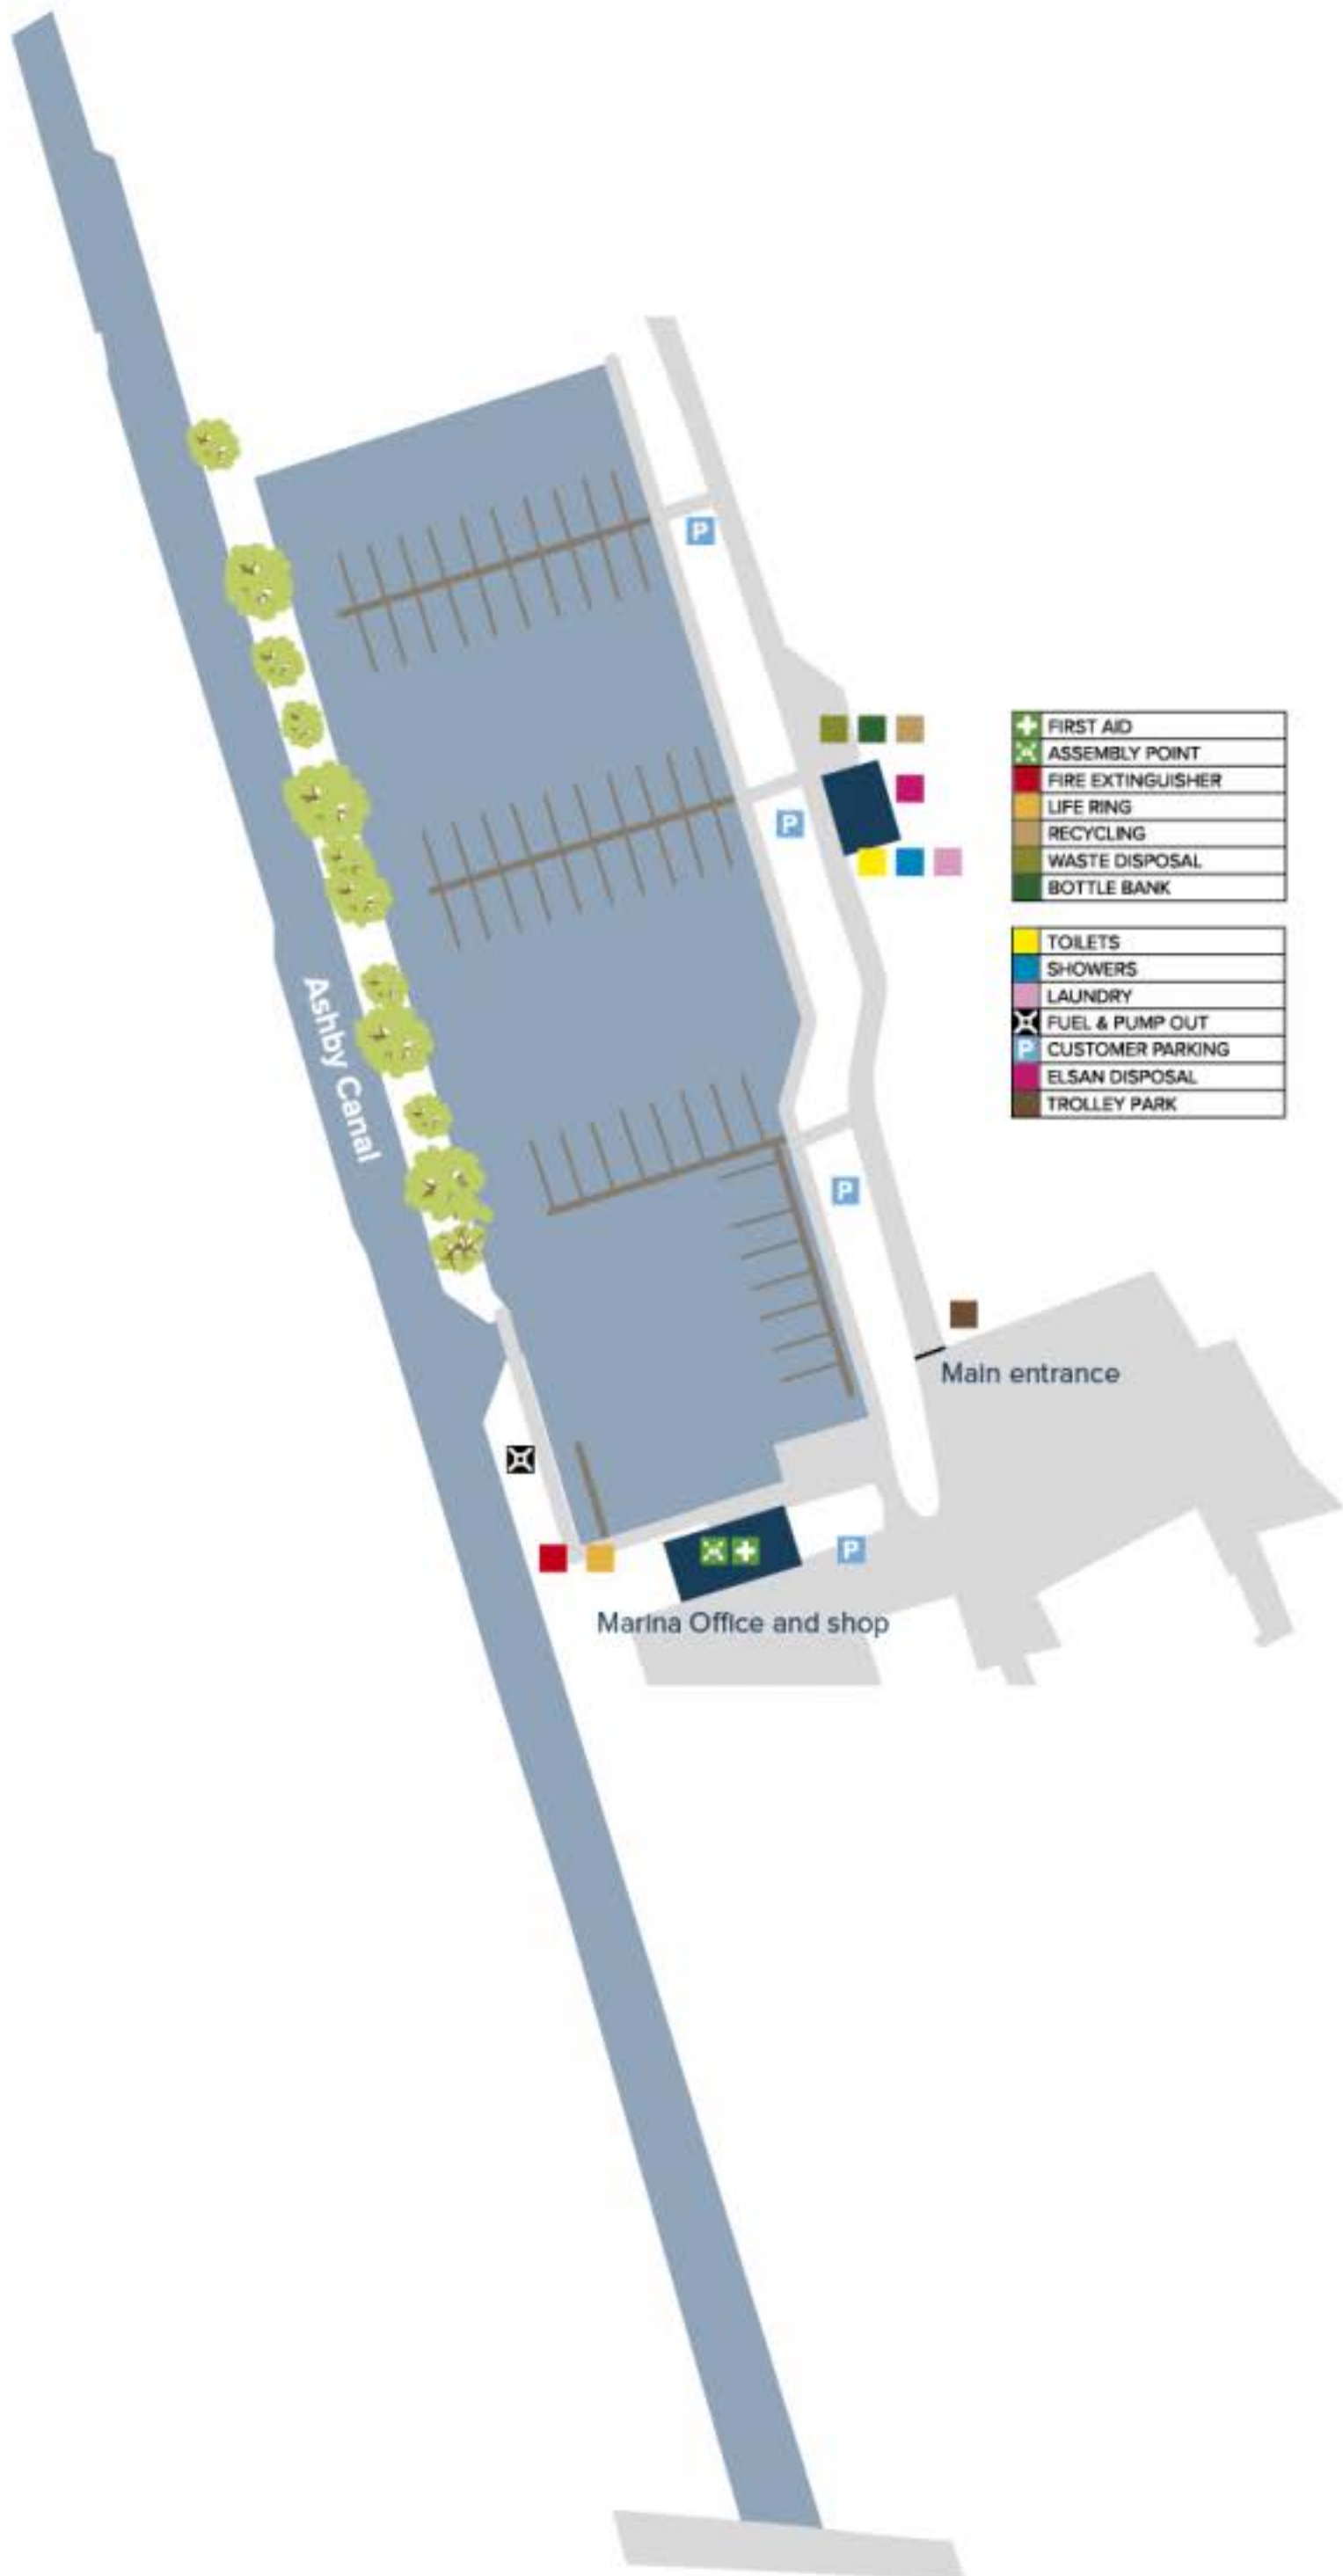 P
P
FIRST AID
ASSEMBLY POINT
FIRE EXTINGUISHER
LIFE RING
RECYCLING
WASTE DISPOSAL
BOTTLE BANK
TOILETS
SHOWERS
LAUNDRY
FUEL & PUMP OUT
P CUSTOMER PARKING
ELSAN DISPOSAL
TROLLEY PARK
Ashby Canal
P
Main entrance
P
Marina Office and shop